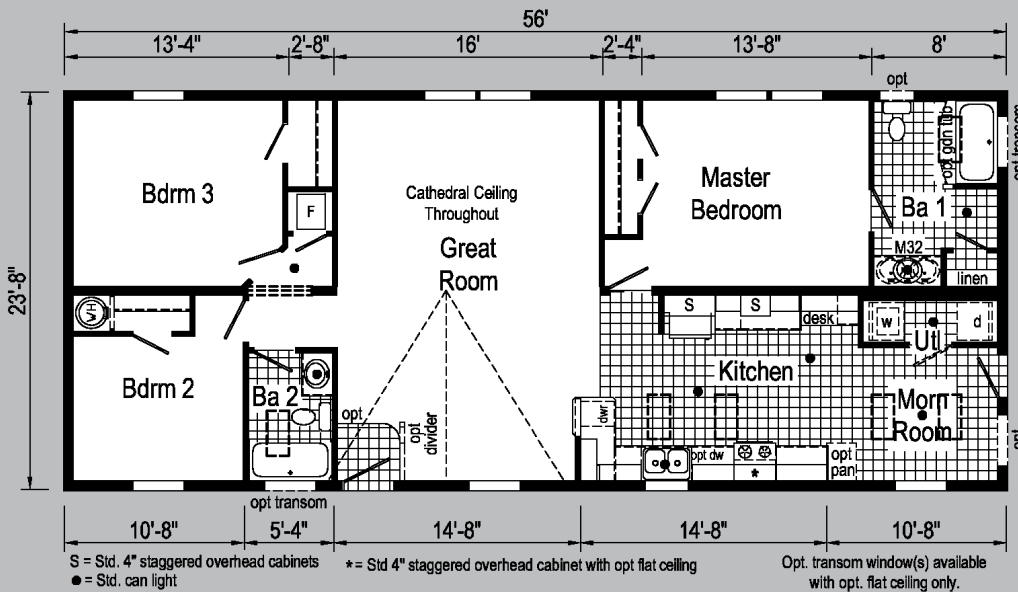 56'
13'-4" 2'-8" 16' 2'-4" 13'-8" 8'
opt
opt transom
opt gdn tub
Bdrm 3
F
Cathedral Ceiling
Throughout
Great
Room
Master
Bedroom
Ba 1
M32
linen
23'-8"
WH
S
S
desk
w
d
Utl
Bdrm 2
Ba 2
opt
opt
divider
Kitchen
dwr
Morn
Room
opt dw
*
opt
pan
opt
opt transom
10'-8" 5'-4" 14'-8" 14'-8" 10'-8"
S = Std. 4" staggered overhead cabinets
● = Std. can light
* = Std 4" staggered overhead cabinet with opt flat ceiling
Opt. transom window(s) available
with opt. flat ceiling only.